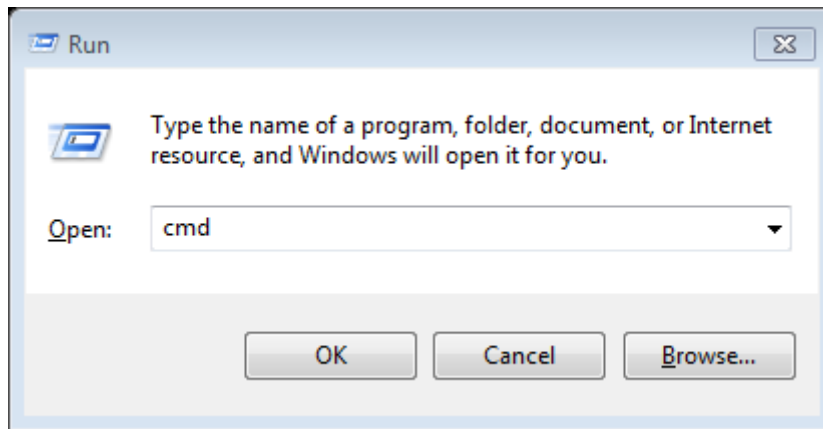 Run
Type the name of a program, folder, document, or Internet
resource, and Windows will open it for you.
Open: cmd
OK Cancel Browse...